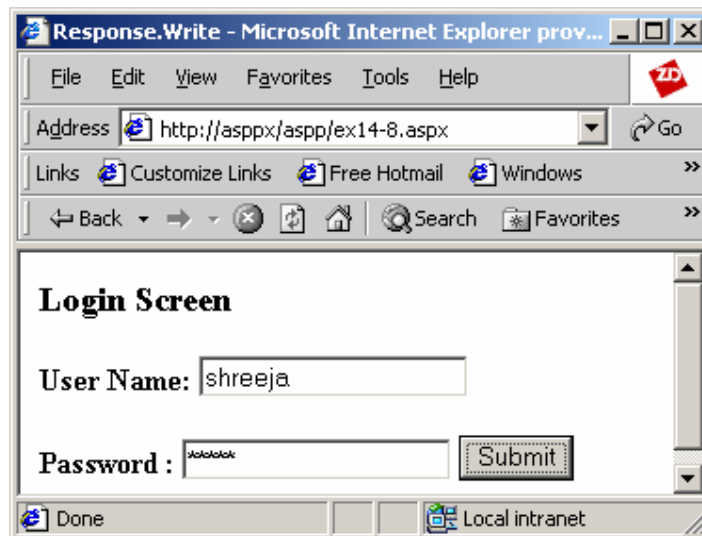 Response.Write - Microsoft Internet Explorer prov...
File Edit View Favorites Tools Help
ZD
Address http://asppx/aspp/ex14-8.aspx Go
Links Customize Links Free Hotmail Windows »
Back Search Favorites »
Login Screen
User Name: shreeja
Password : ******
Submit
Done Local intranet